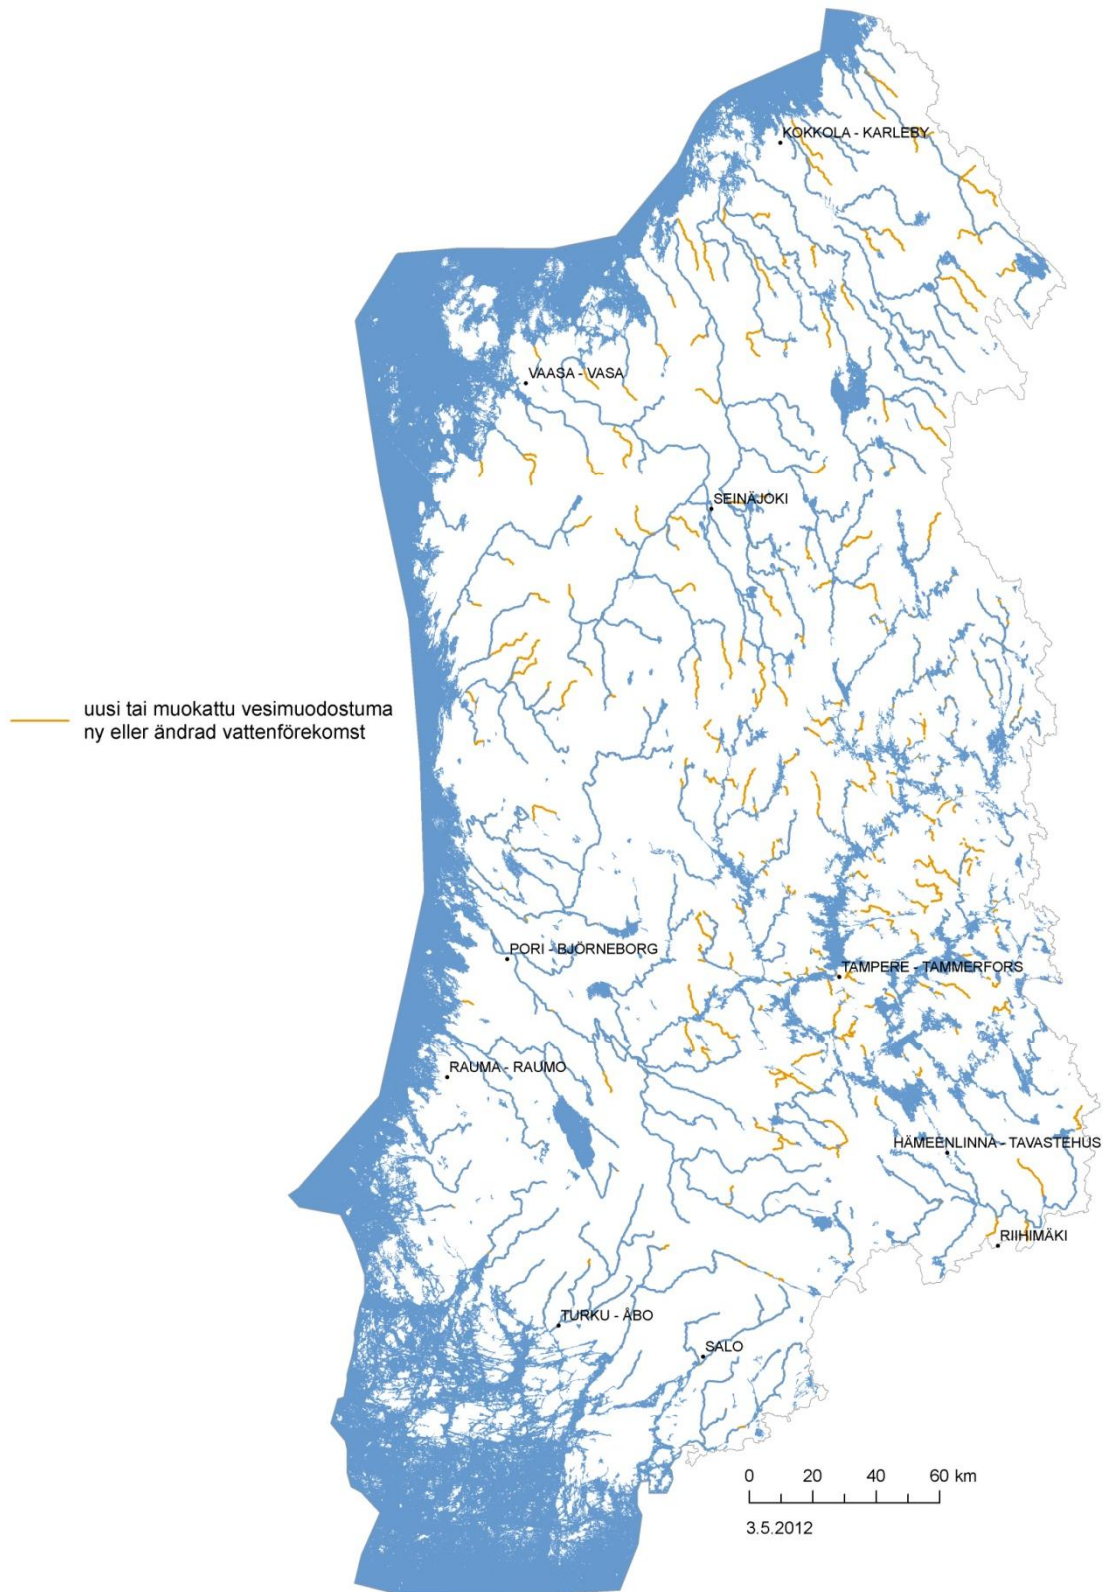 KOKKOLA - KARLEBY
VAASA - VASA
SEINÄJOKI
uusi tai muokattu vesimuodostuma
ny eller ändrad vattenförekomst
PORI - BJÖRNEBORG
TAMPERE - TAMMERFORS
RAUMA - RAUMO
HÄMEENLINNA - TAVASTEHUS
RIIHIMÄKI
TURKU - ÅBO
SALO
0 20 40 60 km
3.5.2012